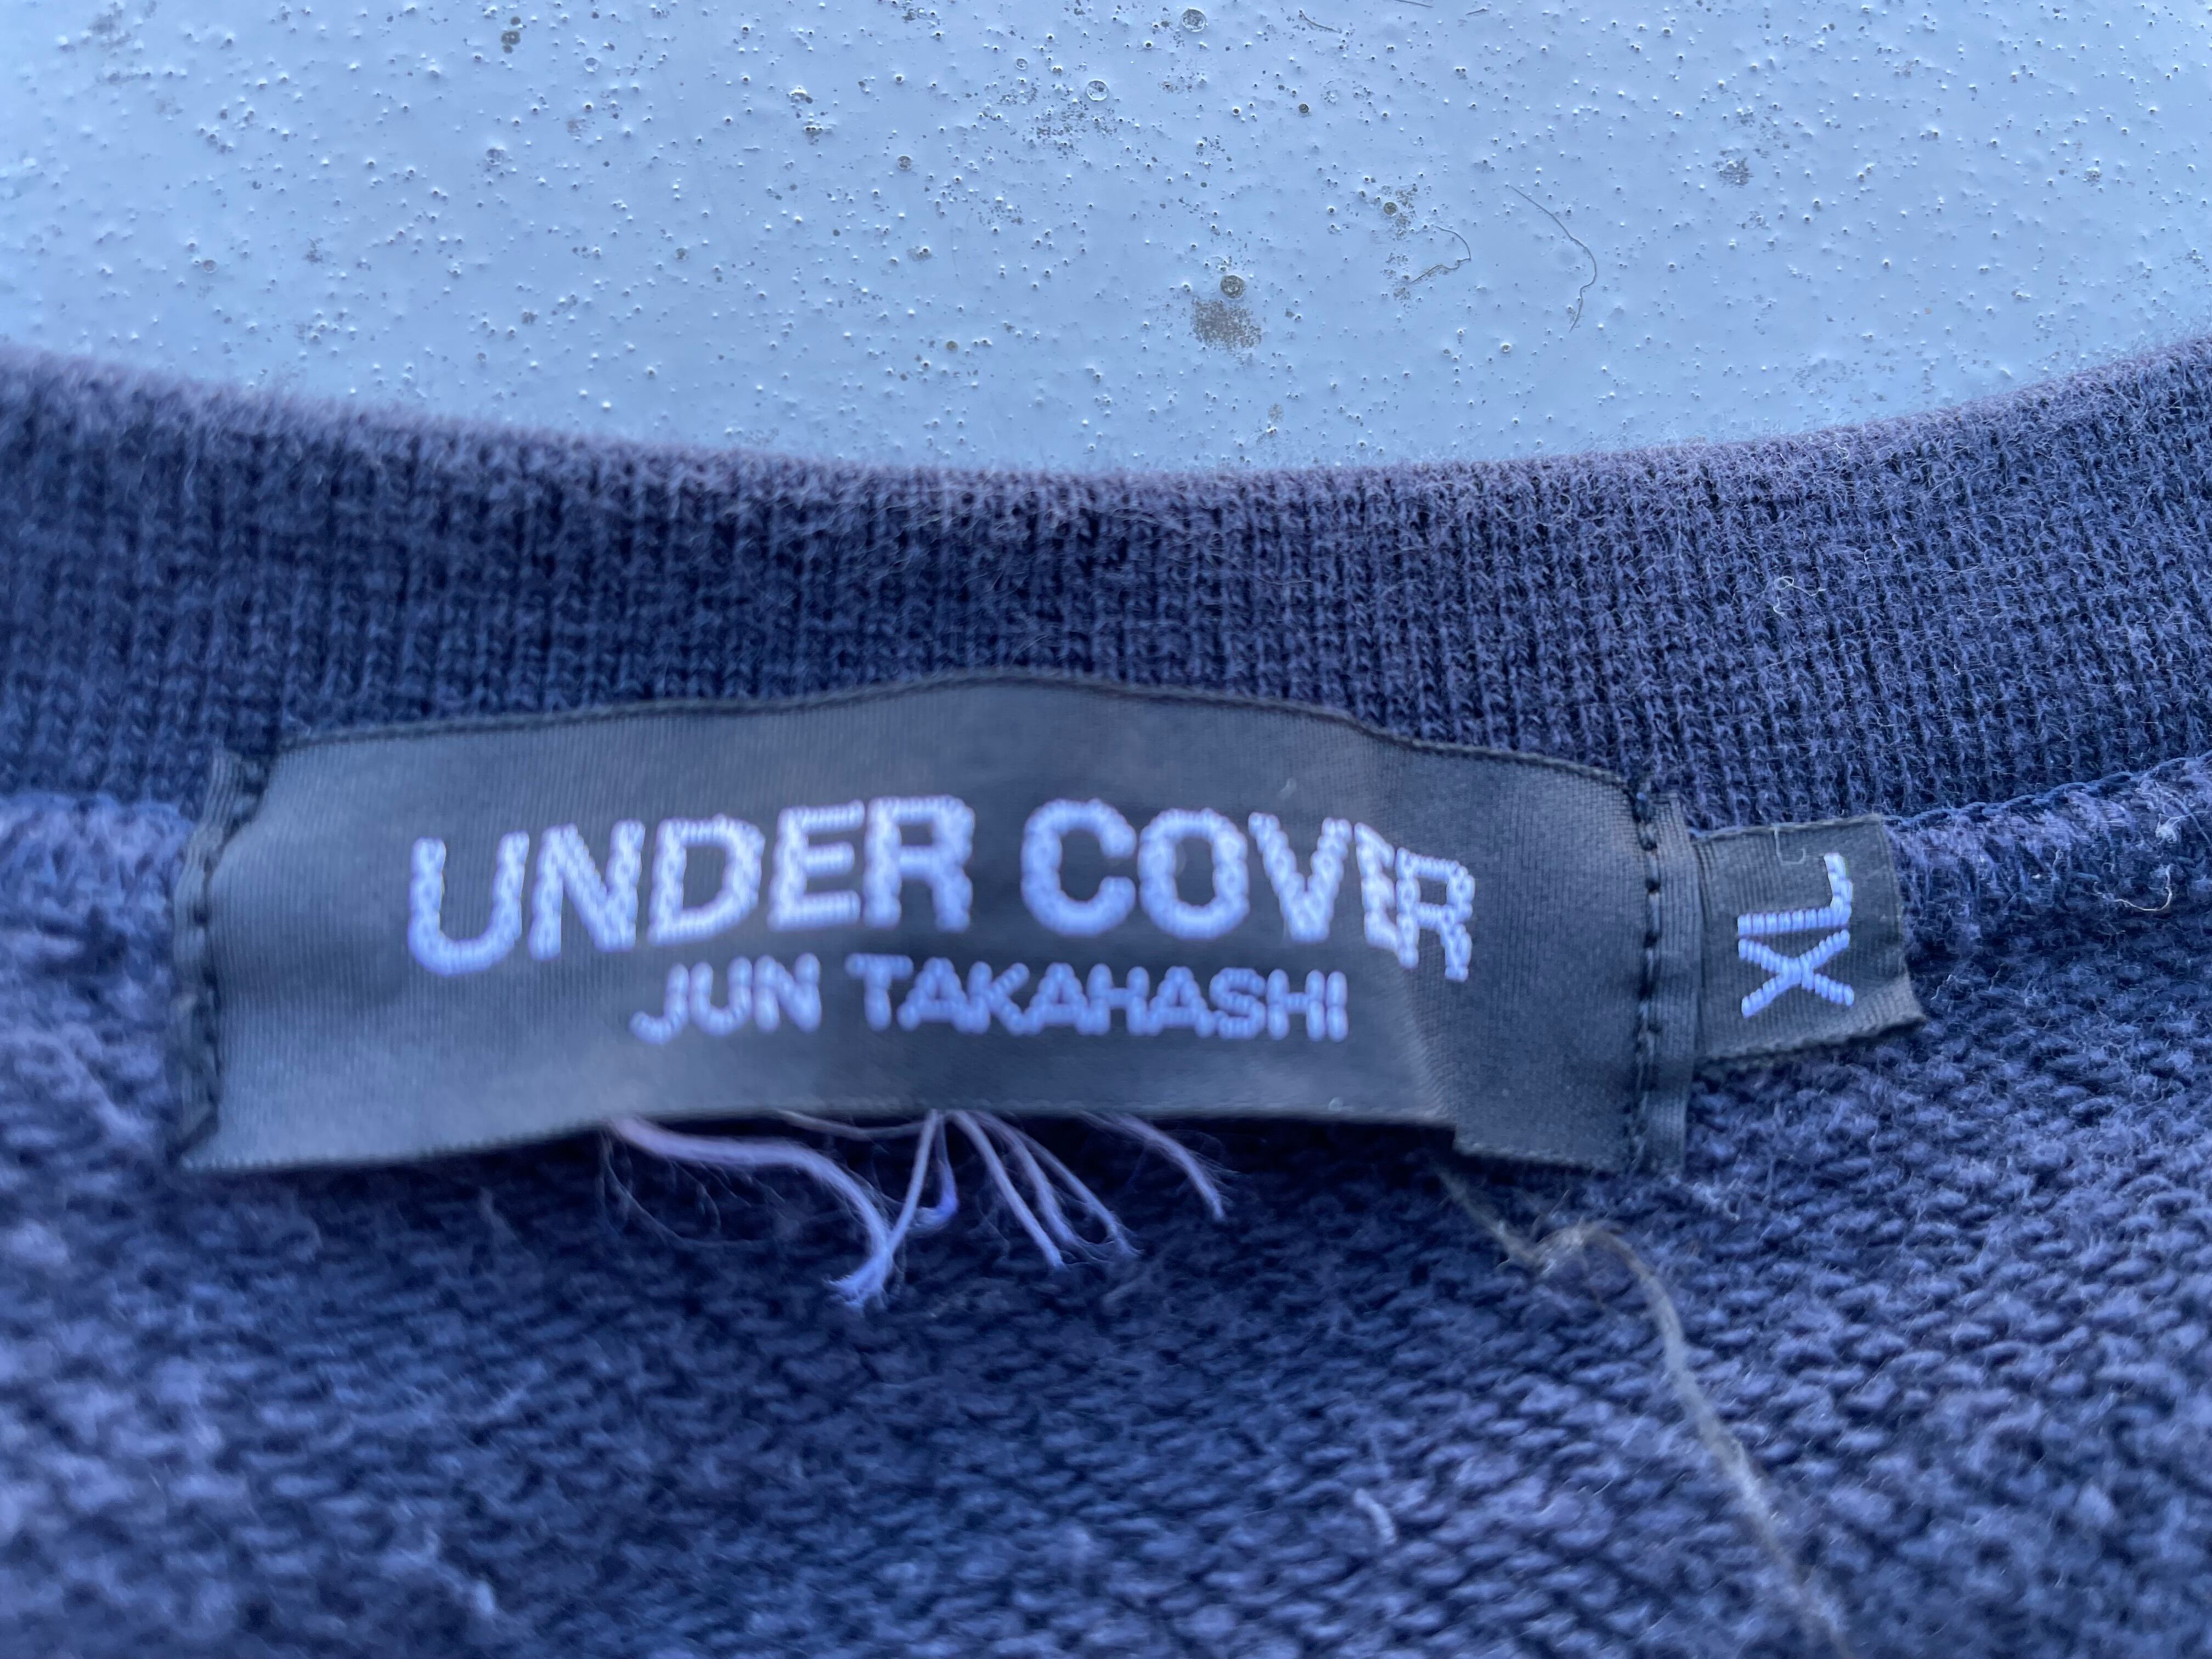 UNDER COVER
JUN TAKAHASHI
XL